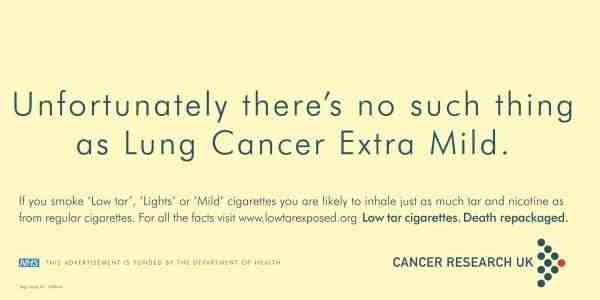 Unfortunately there's no such thing
as Lung Cancer Extra Mild.
If you smoke 'Low tar', 'Lights' or 'Mild' cigarettes you are likely to inhale just as much tar and nicotine as
from regular cigarettes. For all the facts visit www.lowtarexposed.org Low tar cigarettes. Death repackaged.
NHS THIS ADVERTISEMENT IS FUNDED BY THE DEPARTMENT OF HEALTH
CANCER RESEARCH UK